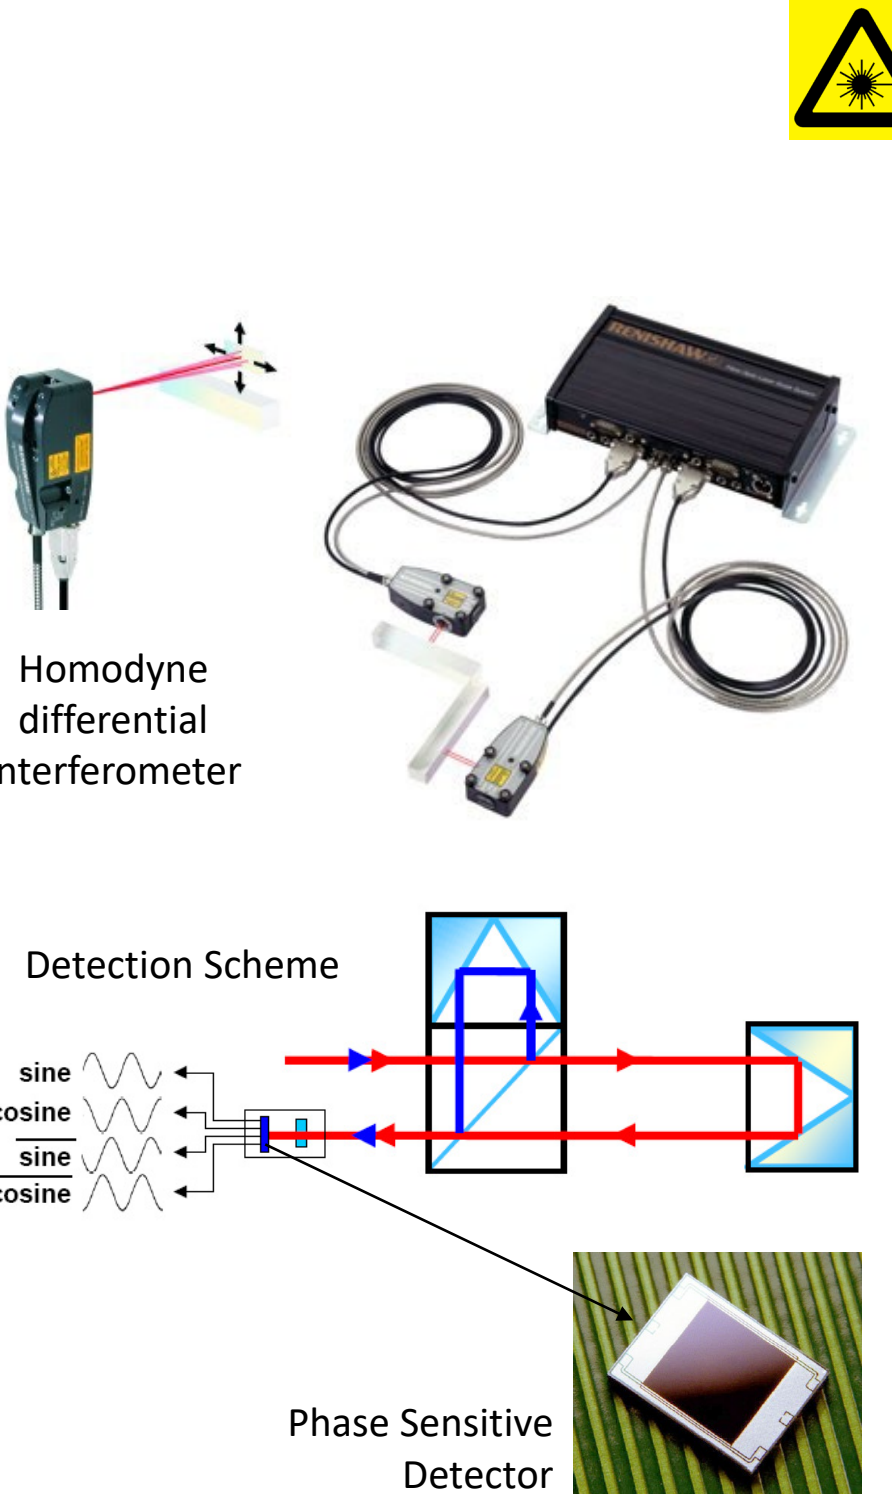 RENISHAW
Homodyne
differential
nterferometer
Detection Scheme
sine
cosine
sine
cosine
Phase Sensitive
Detector